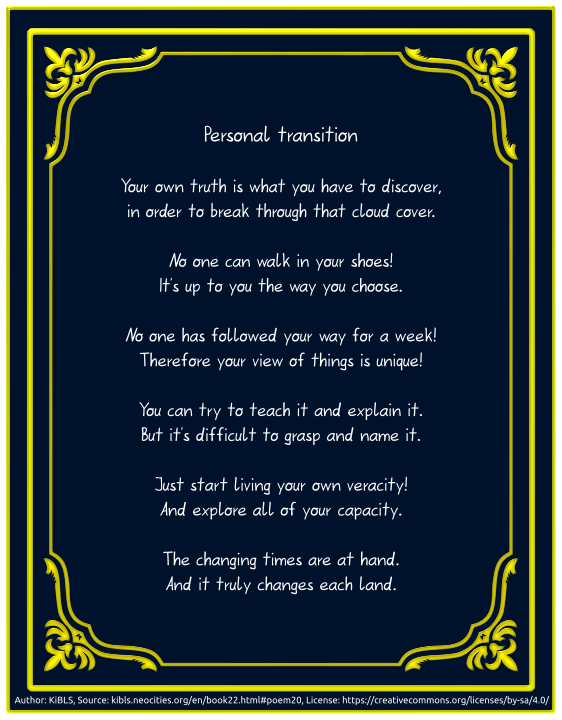 Personal transition
Your own truth is what you have to discover,
in order to break through that cloud cover.
No one can walk in your shoes!
It's up to you the way you choose.
No one has followed your way for a week!
Therefore your view of things is unique!
You can try to teach it and explain it.
But it's difficult to grasp and name it.
Just start living your own veracity!
And explore all of your capacity.
The changing times are at hand.
And it truly changes each land.
Author: KiBLS, Source: kibls.neocities.org/en/book22.html#poem20, License: https://creativecommons.org/licenses/by-sa/4.0/